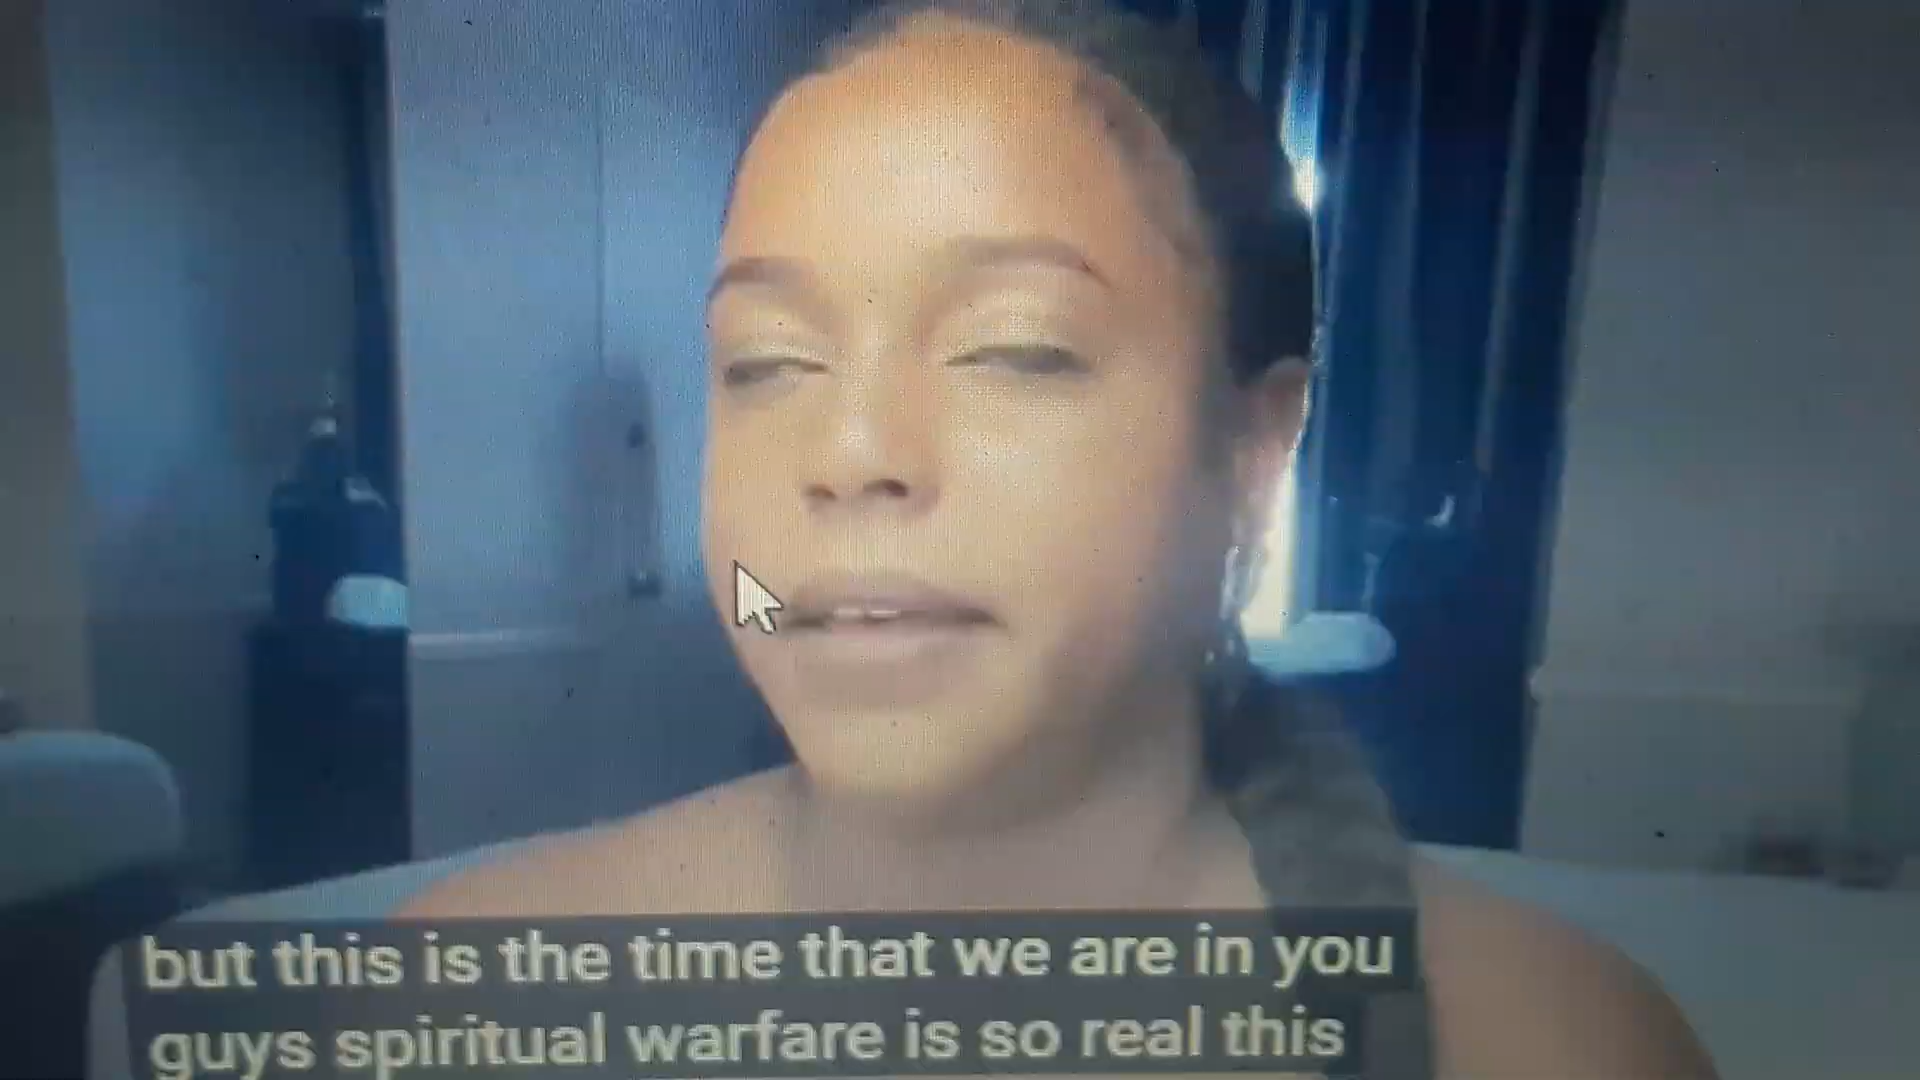 but this is the time that we are in you
guys spiritual warfare is so real this